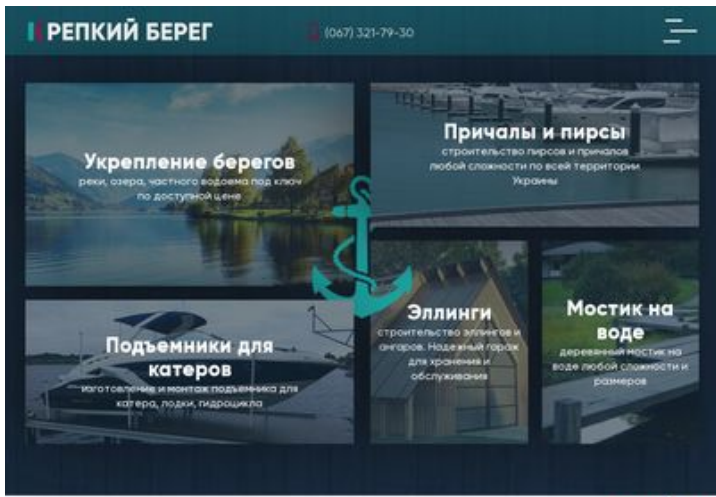 РЕПКИЙ БЕРЕГ
(067) 321-79-30
Укрепление берегов
реки, озера, частного водоема под ключ
по доступной цене
Причалы и пирсы
строительство пирсов и причалов
любой сложности по всей территории
Украины
Подъемники для
катеров
изготовление и монтаж подъемника для
катера, лодки, гидроцикла
Эллинги
строительство эллингов и
ангаров. Надежный гараж
для хранения и
обслуживания
Мостик на
воде
деревянный мостик на
воде любой сложности и
размеров